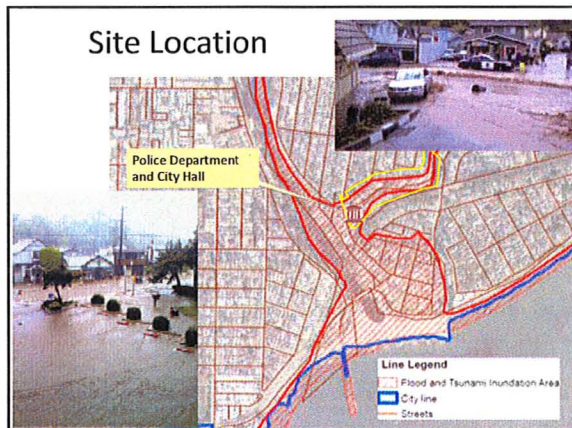 Site Location
Police Department
and City Hall
Line Legend
Flood and Tsunami Inundation Area
City line
Streets